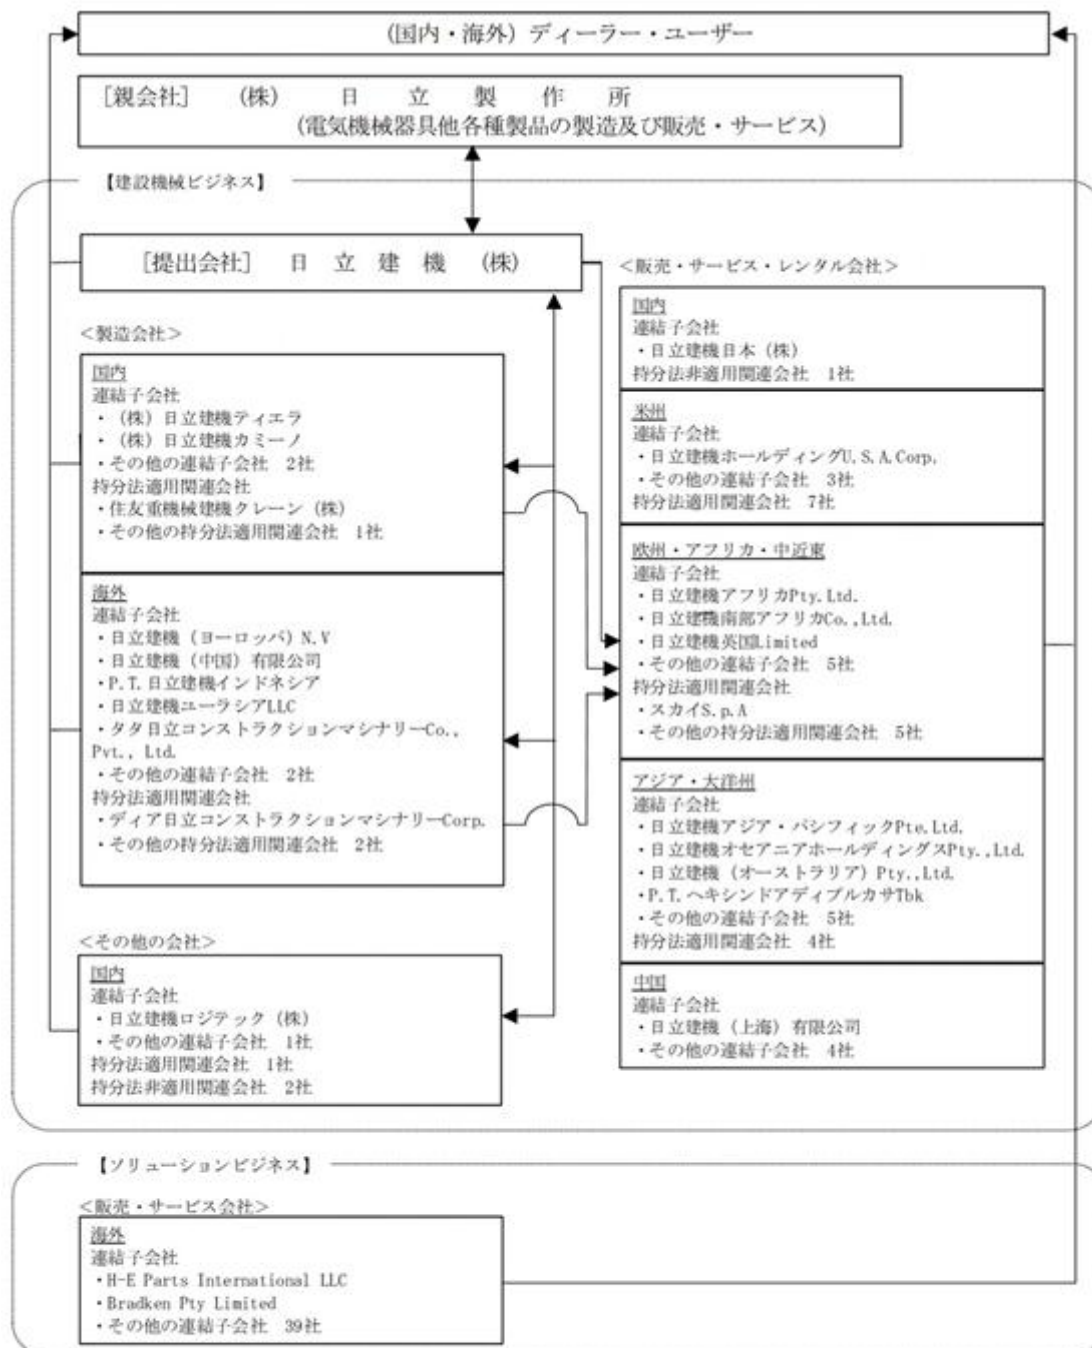 (国内・海外) ディーラー・ユーザー
[親会社] (株) 日 立 製 作 所
(電気機械器具他各種製品の製造及び販売・サービス)
【建設機械ビジネス】
[提出会社] 日 立 建 機 (株)
<製造会社>
国内
連結子会社
・(株) 日立建機ティエラ
・(株) 日立建機カミーノ
・その他の連結子会社 2社
持分法適用関連会社
・住友重機械建機クレーン (株)
・その他の持分法適用関連会社 1社
海外
連結子会社
・日立建機 (ヨーロッパ) N.V
・日立建機 (中国) 有限公司
・P.T.日立建機インドネシア
・日立建機ユーラシアLLC
・タタ日立コンストラクションマシナリーCo.,
Pvt., Ltd.
・その他の連結子会社 2社
持分法適用関連会社
・ディア日立コンストラクションマシナリーCorp.
・その他の持分法適用関連会社 2社
<その他の会社>
国内
連結子会社
・日立建機ロジテック (株)
・その他の連結子会社 1社
持分法適用関連会社 1社
持分法非適用関連会社 2社
<販売・サービス・レンタル会社>
国内
連結子会社
・日立建機日本 (株)
持分法非適用関連会社 1社
米州
連結子会社
・日立建機ホールディングU.S.A.Corp.
・その他の連結子会社 3社
持分法適用関連会社 7社
欧州・アフリカ・中近東
連結子会社
・日立建機アフリカPty.Ltd.
・日立建機南部アフリカCo.,Ltd.
・日立建機英国Limited
・その他の連結子会社 5社
持分法適用関連会社
・スカイS.p.A
・その他の持分法適用関連会社 5社
アジア・大洋州
連結子会社
・日立建機アジア・パシフィックPte.Ltd.
・日立建機オセアニアホールディングスPty.,Ltd.
・日立建機 (オーストラリア) Pty.,Ltd.
・P.T.ヘキシンドアディプルカサTbk
・その他の連結子会社 5社
持分法適用関連会社 4社
中国
連結子会社
・日立建機 (上海) 有限公司
・その他の連結子会社 4社
【ソリューションビジネス】
<販売・サービス会社>
海外
連結子会社
・H-E Parts International LLC
・Bradken Pty Limited
・その他の連結子会社 39社